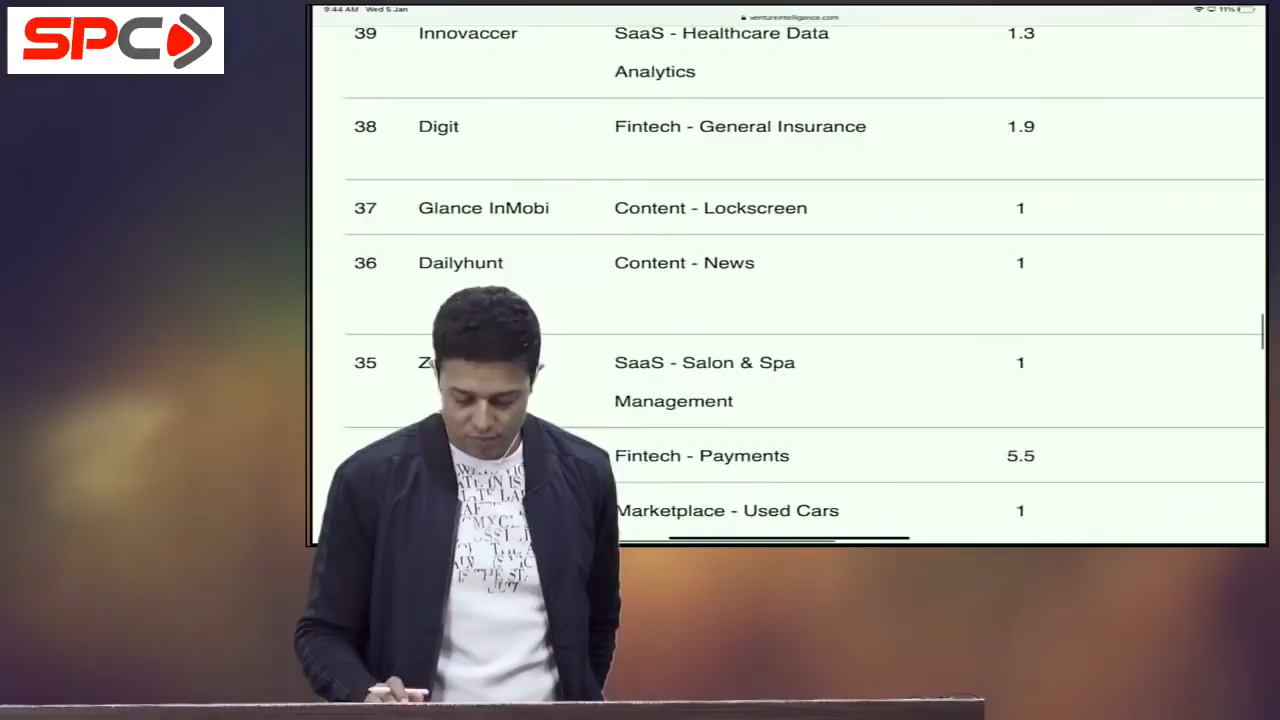 SPC
9:44 AM Wed 5 Jan
ventureintelligence.com
11%
39 Innovaccer SaaS - Healthcare Data 1.3
Analytics
38 Digit Fintech - General Insurance 1.9
37 Glance InMobi Content - Lockscreen 1
36 Dailyhunt Content - News 1
35 SaaS - Salon & Spa 1
Management
Fintech - Payments 5.5
Marketplace - Used Cars 1